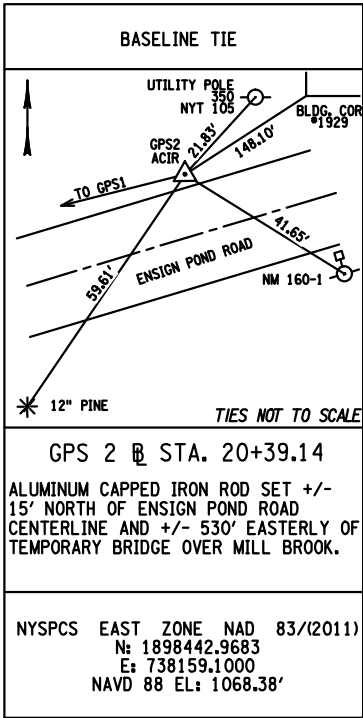 BASELINE TIE
UTILITY POLE
350
NYT 105
BLDG. COR
#1929
GPS2
ACIR
21.83'
148.10'
TO GPS1
41.65'
59.61'
ENSIGN POND ROAD
NM 160-1
12" PINE
TIES NOT TO SCALE
GPS 2 ⅊ STA. 20+39.14
ALUMINUM CAPPED IRON ROD SET +/-
15' NORTH OF ENSIGN POND ROAD
CENTERLINE AND +/- 530' EASTERLY OF
TEMPORARY BRIDGE OVER MILL BROOK.
NYSPCS EAST ZONE NAD 83/(2011)
N: 1898442.9683
E: 738159.1000
NAVD 88 EL: 1068.38'